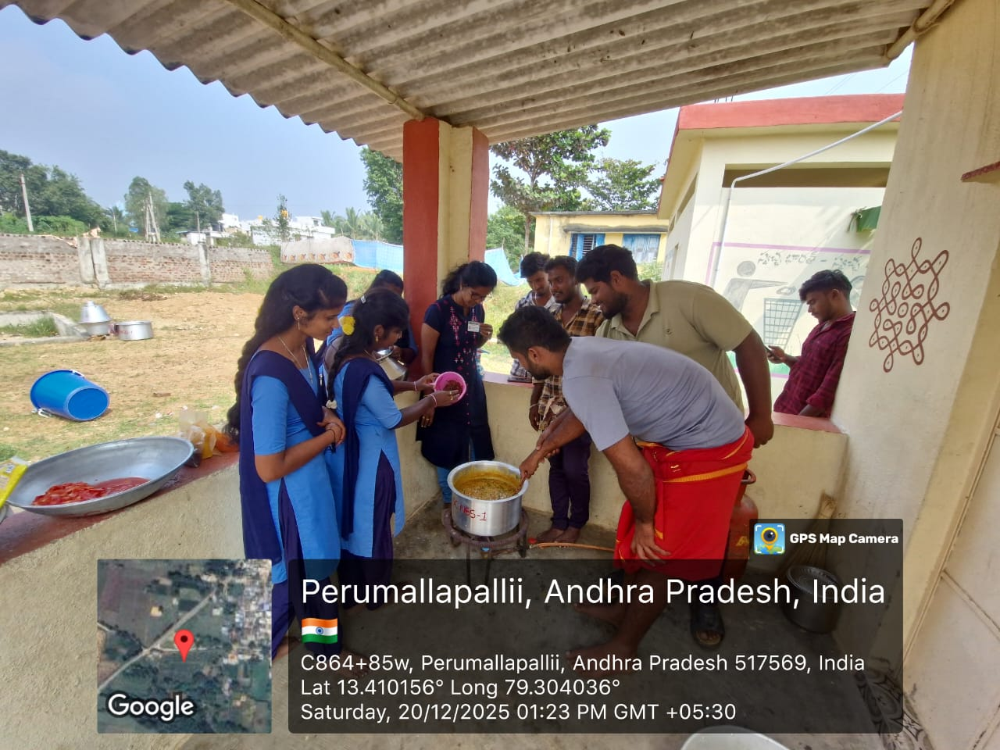 NSS-1
GPS Map Camera
Perumallapallii, Andhra Pradesh, India
C864+85w, Perumallapallii, Andhra Pradesh 517569, India
Lat 13.410156° Long 79.304036°
Saturday, 20/12/2025 01:23 PM GMT +05:30
Google